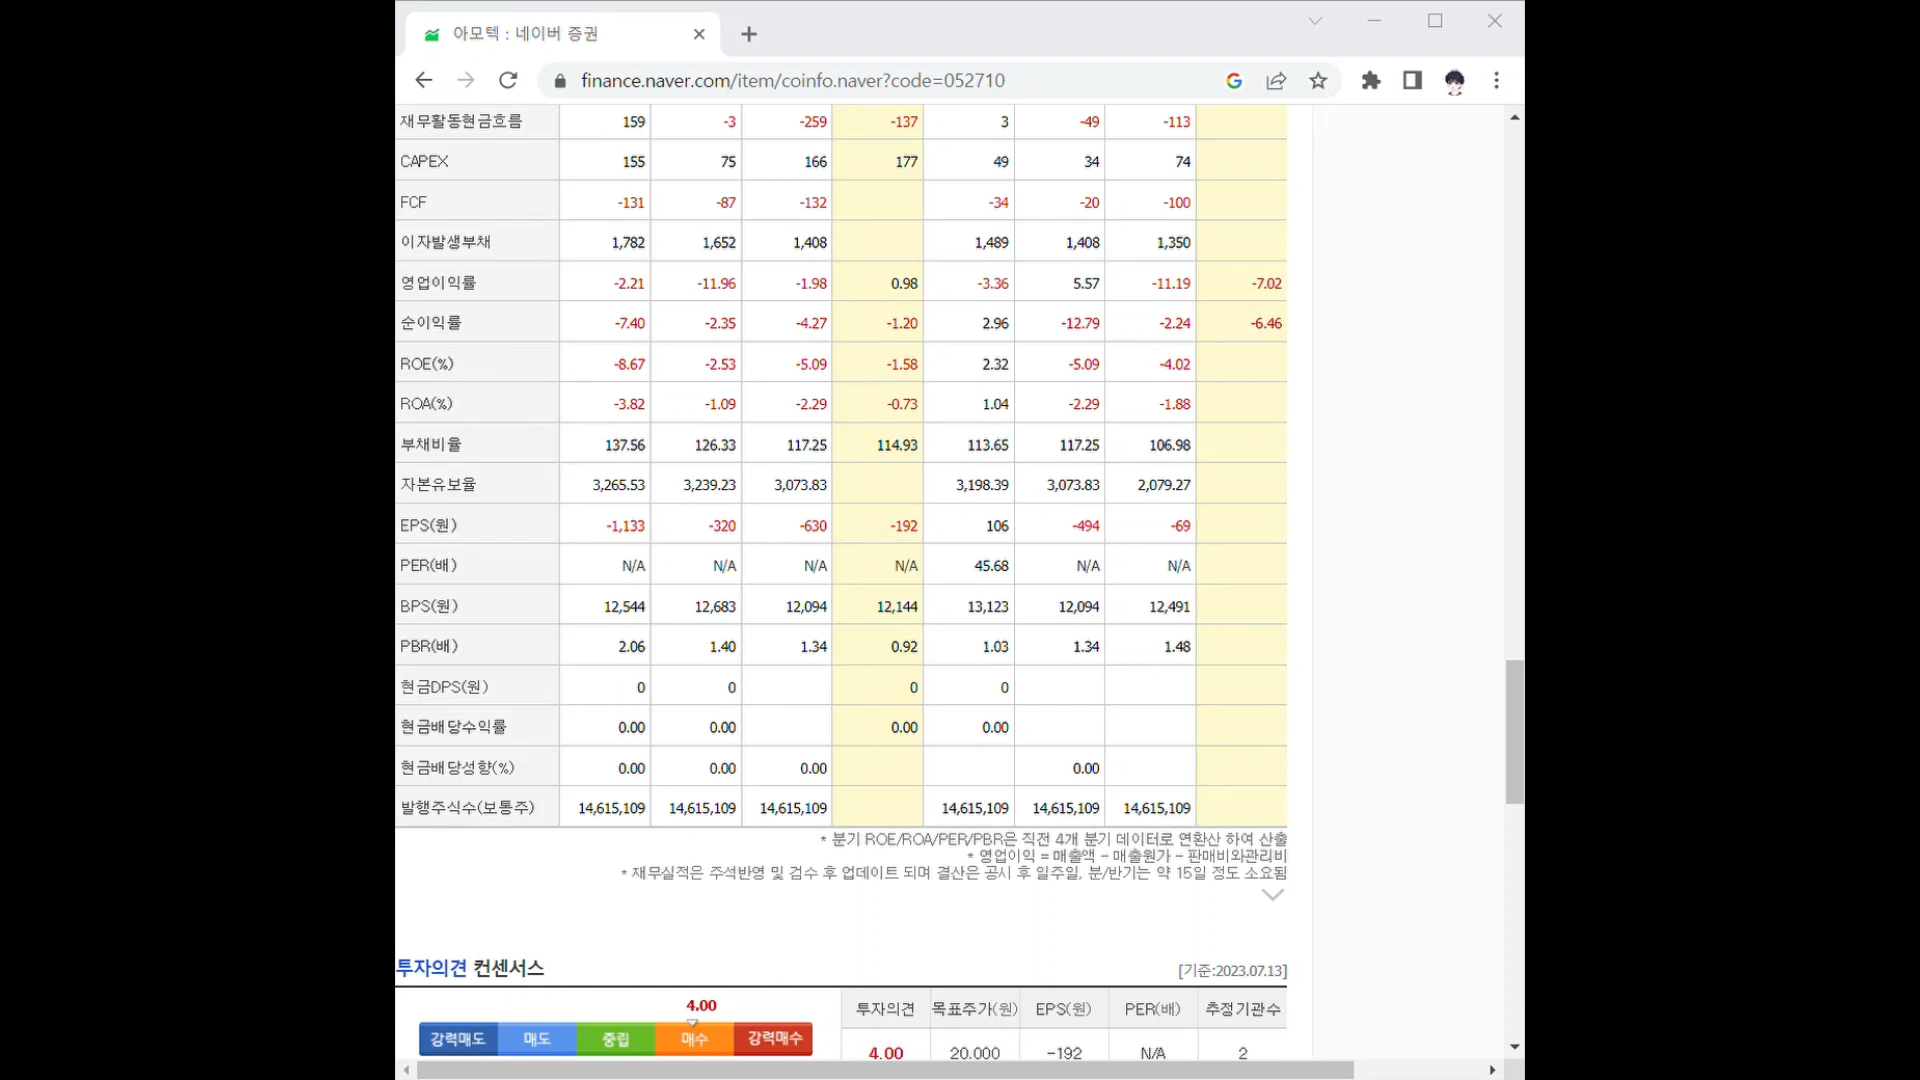 아모텍 : 네이버 증권
finance.naver.com/item/coinfo.naver?code=052710
재무활동현금흐름 159 -3 -259 -137 3 -49 -113
CAPEX 155 75 166 177 49 34 74
FCF -131 -87 -132 -34 -20 -100
이자발생부채 1,782 1,652 1,408 1,489 1,408 1,350
영업이익률 -2.21 -11.96 -1.98 0.98 -3.36 5.57 -11.19 -7.02
순이익률 -7.40 -2.35 -4.27 -1.20 2.96 -12.79 -2.24 -6.46
ROE(%) -8.67 -2.53 -5.09 -1.58 2.32 -5.09 -4.02
ROA(%) -3.82 -1.09 -2.29 -0.73 1.04 -2.29 -1.88
부채비율 137.56 126.33 117.25 114.93 113.65 117.25 106.98
자본유보율 3,265.53 3,239.23 3,073.83 3,198.39 3,073.83 2,079.27
EPS(원) -1,133 -320 -630 -192 106 -494 -69
PER(배) N/A N/A N/A N/A 45.68 N/A N/A
BPS(원) 12,544 12,683 12,094 12,144 13,123 12,094 12,491
PBR(배) 2.06 1.40 1.34 0.92 1.03 1.34 1.48
현금DPS(원) 0 0 0 0
현금배당수익률 0.00 0.00 0.00 0.00
현금배당성향(%) 0.00 0.00 0.00 0.00
발행주식수(보통주) 14,615,109 14,615,109 14,615,109 14,615,109 14,615,109 14,615,109
* 분기 ROE/ROA/PER/PBR은 직전 4개 분기 데이터로 연환산 하여 산출
* 영업이익 = 매출액 - 매출원가 - 판매비와관리비
* 재무실적은 주석반영 및 검수 후 업데이트 되며 결산은 공시 후 일주일, 분/반기는 약 15일 정도 소요됨
투자의견 컨센서스 [기준:2023.07.13]
4.00
강력매도 매도 중립 매수 강력매수
투자의견 목표주가(원) EPS(원) PER(배) 추정기관수
4.00 20,000 -192 N/A 2